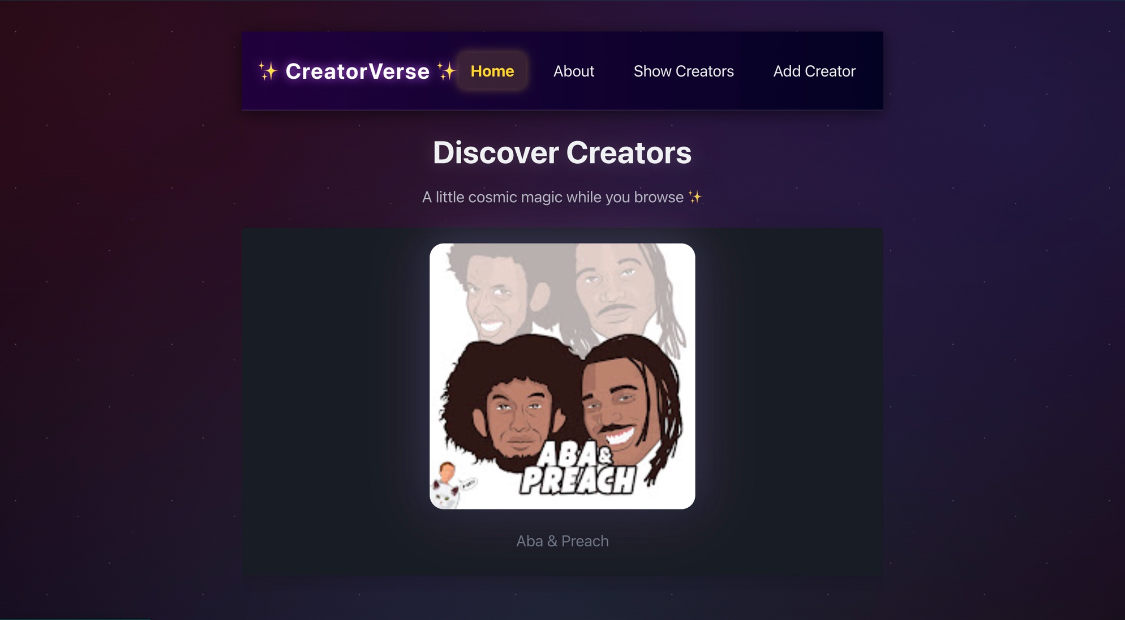 ✨ CreatorVerse ✨ Home About Show Creators Add Creator
Discover Creators
A little cosmic magic while you browse ✨
ABA&
PREACH
Aba & Preach